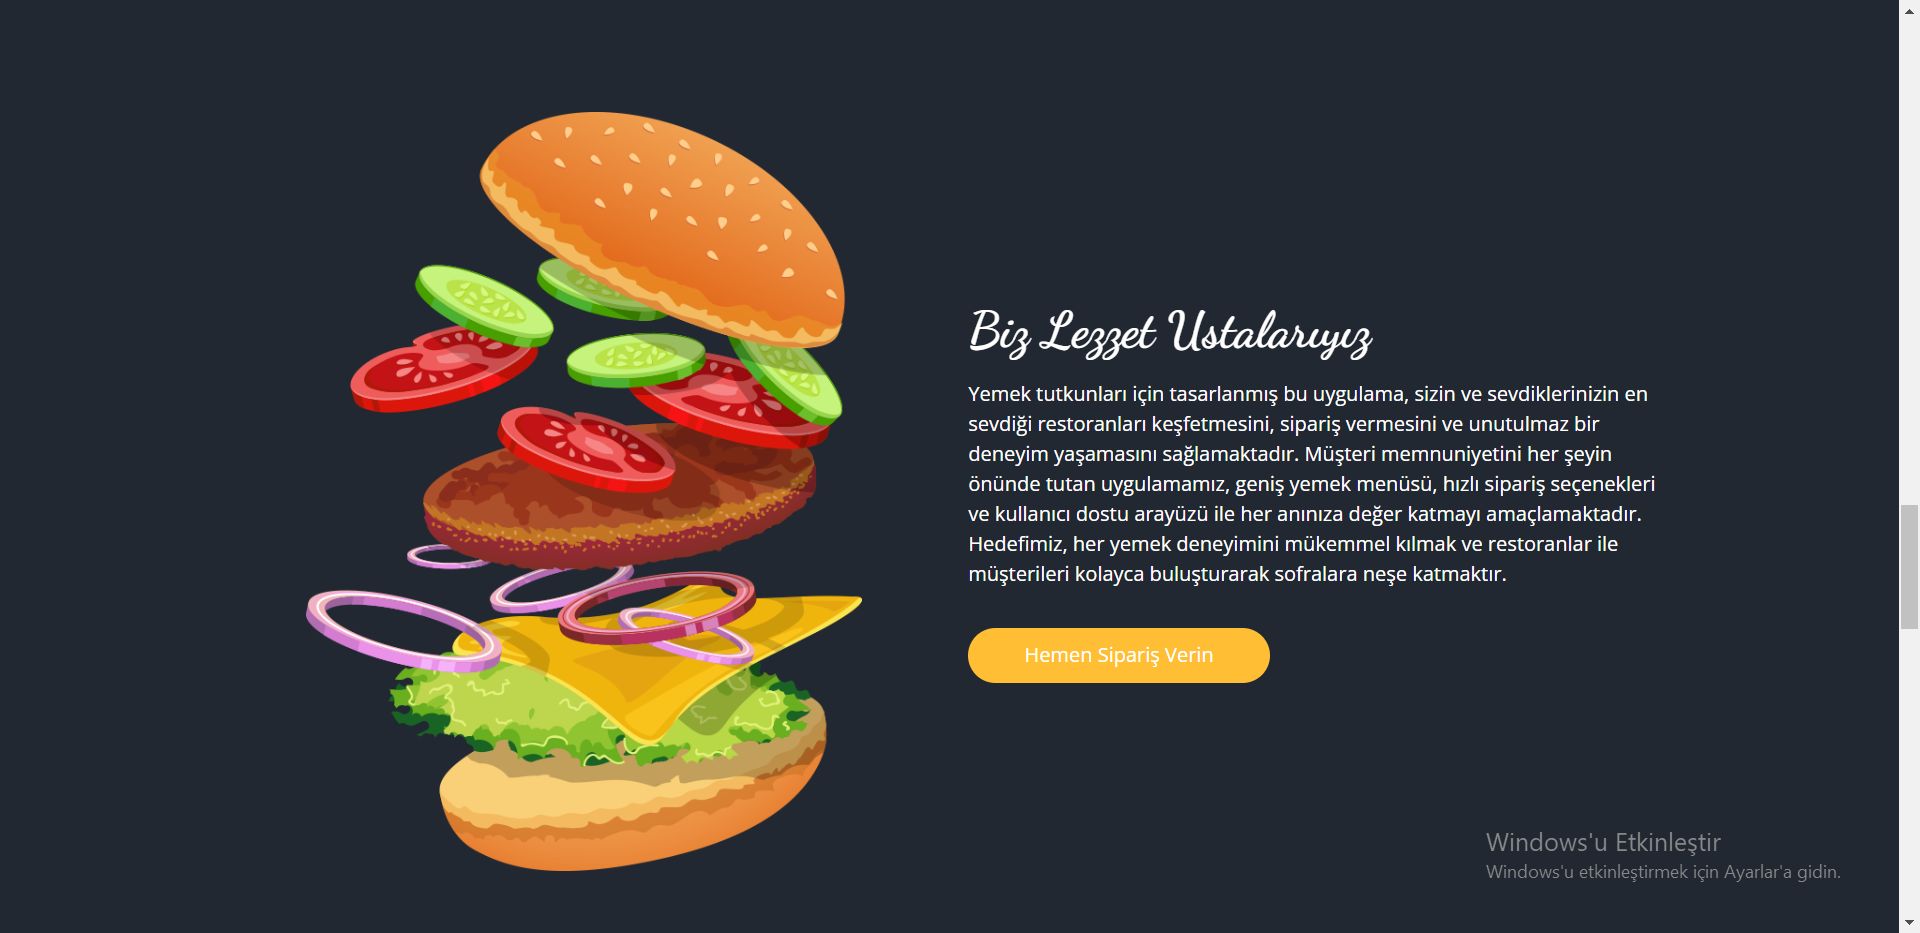 Biz Lezzet Ustalarıyız
Yemek tutkunları için tasarlanmış bu uygulama, sizin ve sevdiklerinizin en
sevdiği restoranları keşfetmesini, sipariş vermesini ve unutulmaz bir
deneyim yaşamasını sağlamaktadır. Müşteri memnuniyetini her şeyin
önünde tutan uygulamamız, geniş yemek menüsü, hızlı sipariş seçenekleri
ve kullanıcı dostu arayüzü ile her anınıza değer katmayı amaçlamaktadır.
Hedefimiz, her yemek deneyimini mükemmel kılmak ve restoranlar ile
müşterileri kolayca buluşturarak sofralara neşe katmaktır.
Hemen Sipariş Verin
Windows'u Etkinleştir
Windows'u etkinleştirmek için Ayarlar'a gidin.